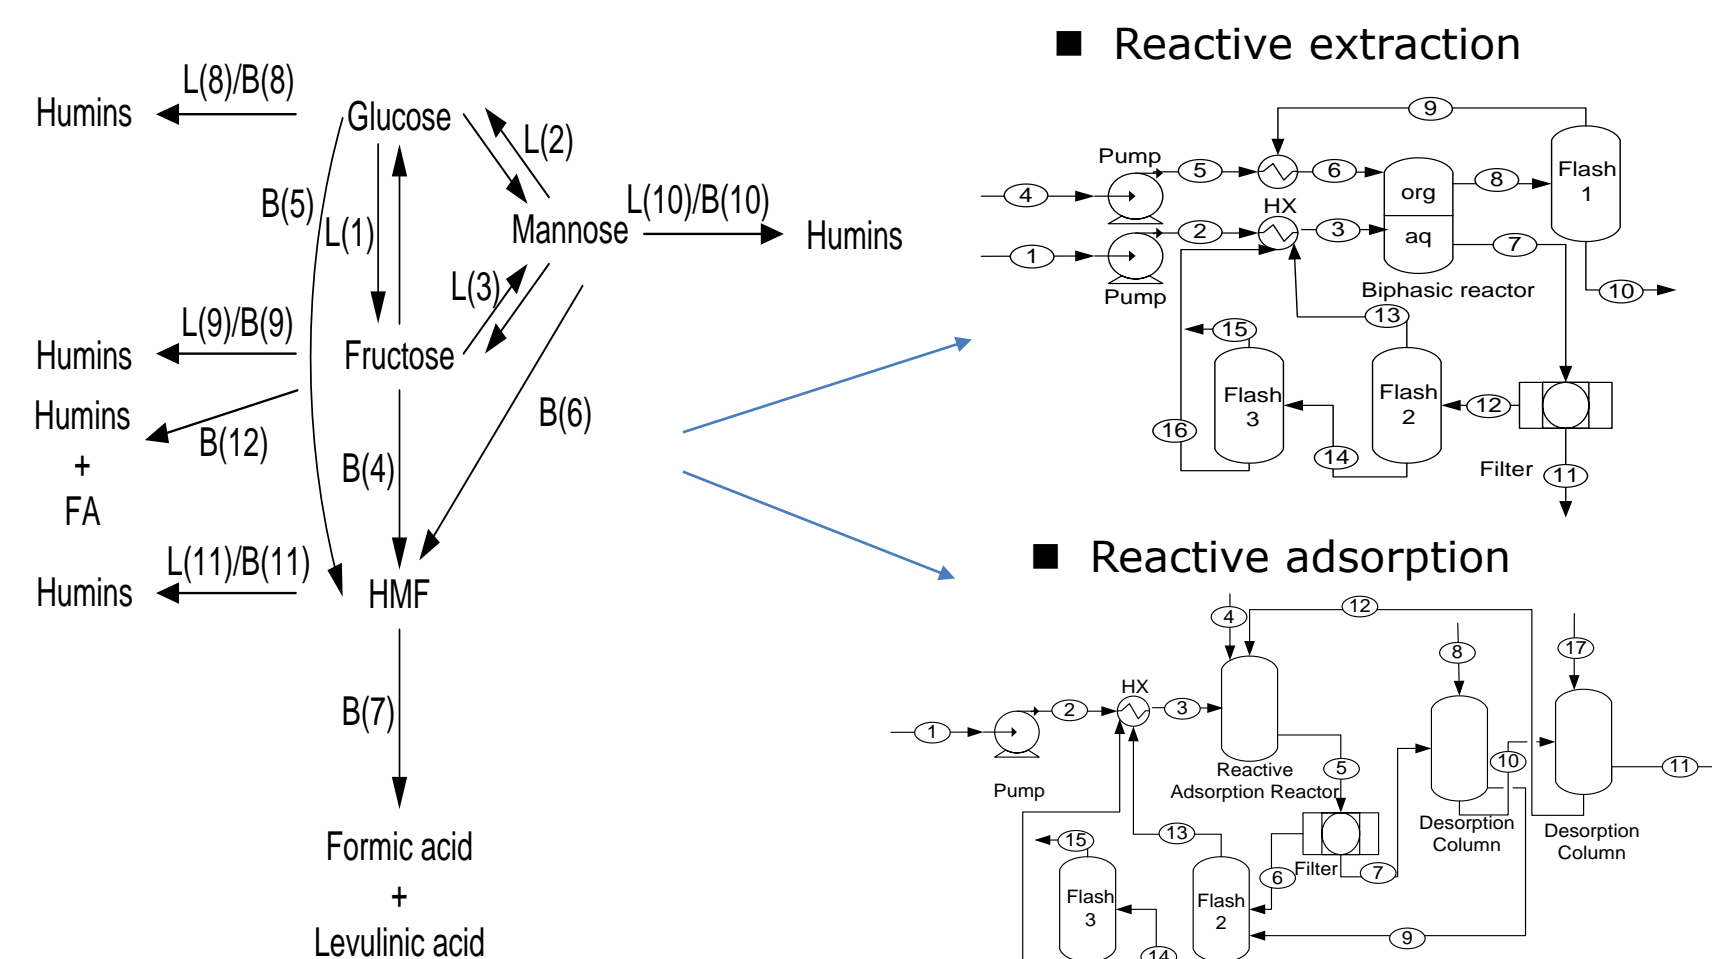 ■ Reactive extraction
L(8)/B(8)
Humins
Glucose
L(2)
B(5)
L(1)
L(10)/B(10)
Mannose
Humins
L(3)
L(9)/B(9)
Humins
Fructose
Humins
+
FA
B(12)
B(6)
B(4)
L(11)/B(11)
Humins
HMF
B(7)
Formic acid
+
Levulinic acid
9
Pump
5
6
8
Flash
1
4
org
HX
2
3
aq
7
1
Pump
Biphasic reactor
10
13
15
Flash
3
Flash
2
12
16
14
Filter
11
■ Reactive adsorption
4
12
8
17
HX
1
2
3
Reactive
Adsorption Reactor
5
10
11
Pump
Desorption
Column
Desorption
Column
15
13
6
Filter
7
Flash
3
Flash
2
9
14